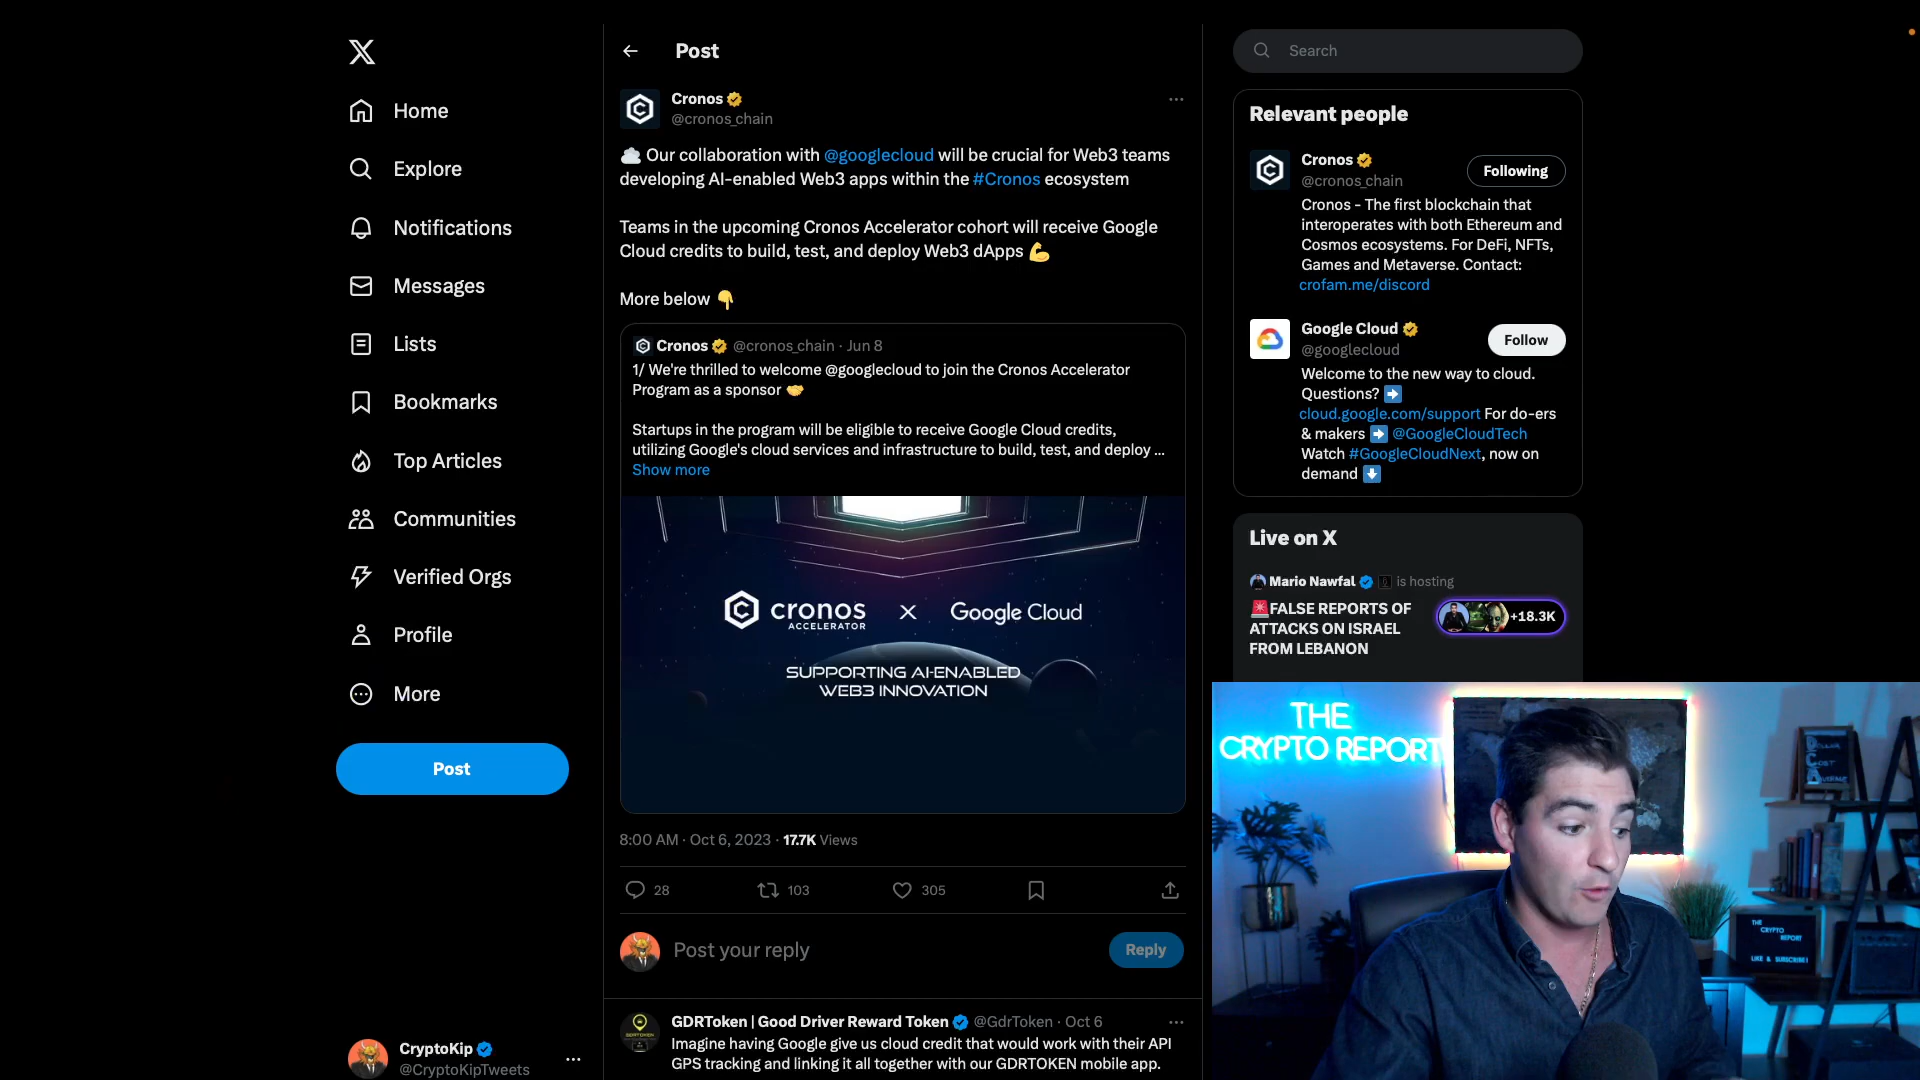 Home
Explore
Notifications
Messages
Lists
Bookmarks
Top Articles
Communities
Verified Orgs
Profile
More
Post
CryptoKip
@CryptoKipTweets
Post
Cronos
@cronos_chain
Our collaboration with @googlecloud will be crucial for Web3 teams
developing AI-enabled Web3 apps within the #Cronos ecosystem
Teams in the upcoming Cronos Accelerator cohort will receive Google
Cloud credits to build, test, and deploy Web3 dApps 💪
More below 👇
Cronos @cronos_chain · Jun 8
1/ We're thrilled to welcome @googlecloud to join the Cronos Accelerator
Program as a sponsor 🤝
Startups in the program will be eligible to receive Google Cloud credits,
utilizing Google's cloud services and infrastructure to build, test, and deploy ...
Show more
cronos x Google Cloud
ACCELERATOR
SUPPORTING AI-ENABLED
WEB3 INNOVATION
8:00 AM · Oct 6, 2023 · 17.7K Views
28 103 305
Post your reply
Reply
GDRToken | Good Driver Reward Token @GdrToken · Oct 6
Imagine having Google give us cloud credit that would work with their API
GPS tracking and linking it all together with our GDRTOKEN mobile app.
Search
Relevant people
Cronos
@cronos_chain
Following
Cronos - The first blockchain that
interoperates with both Ethereum and
Cosmos ecosystems. For DeFi, NFTs,
Games and Metaverse. Contact:
crofam.me/discord
Google Cloud
@googlecloud
Follow
Welcome to the new way to cloud.
Questions? ➡️
cloud.google.com/support For do-ers
& makers ➡️ @GoogleCloudTech
Watch #GoogleCloudNext, now on
demand ⬇️
Live on X
Mario Nawfal is hosting
🚨FALSE REPORTS OF
ATTACKS ON ISRAEL
FROM LEBANON
+18.3K
THE
CRYPTO REPORT
DOLLAR
COST
AVERAGE
THE
CRYPTO
REPORT
LIKE & SUBSCRIBE!